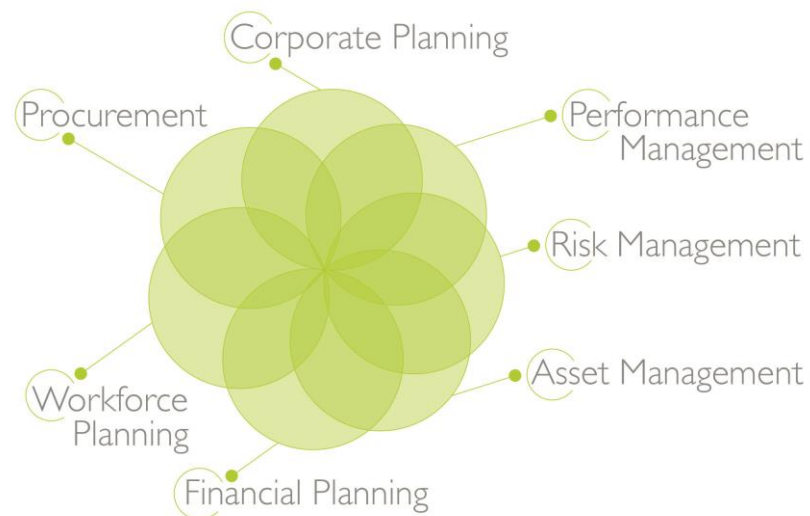 Corporate Planning
Procurement
Performance
Management
Risk Management
Asset Management
Workforce
Planning
Financial Planning